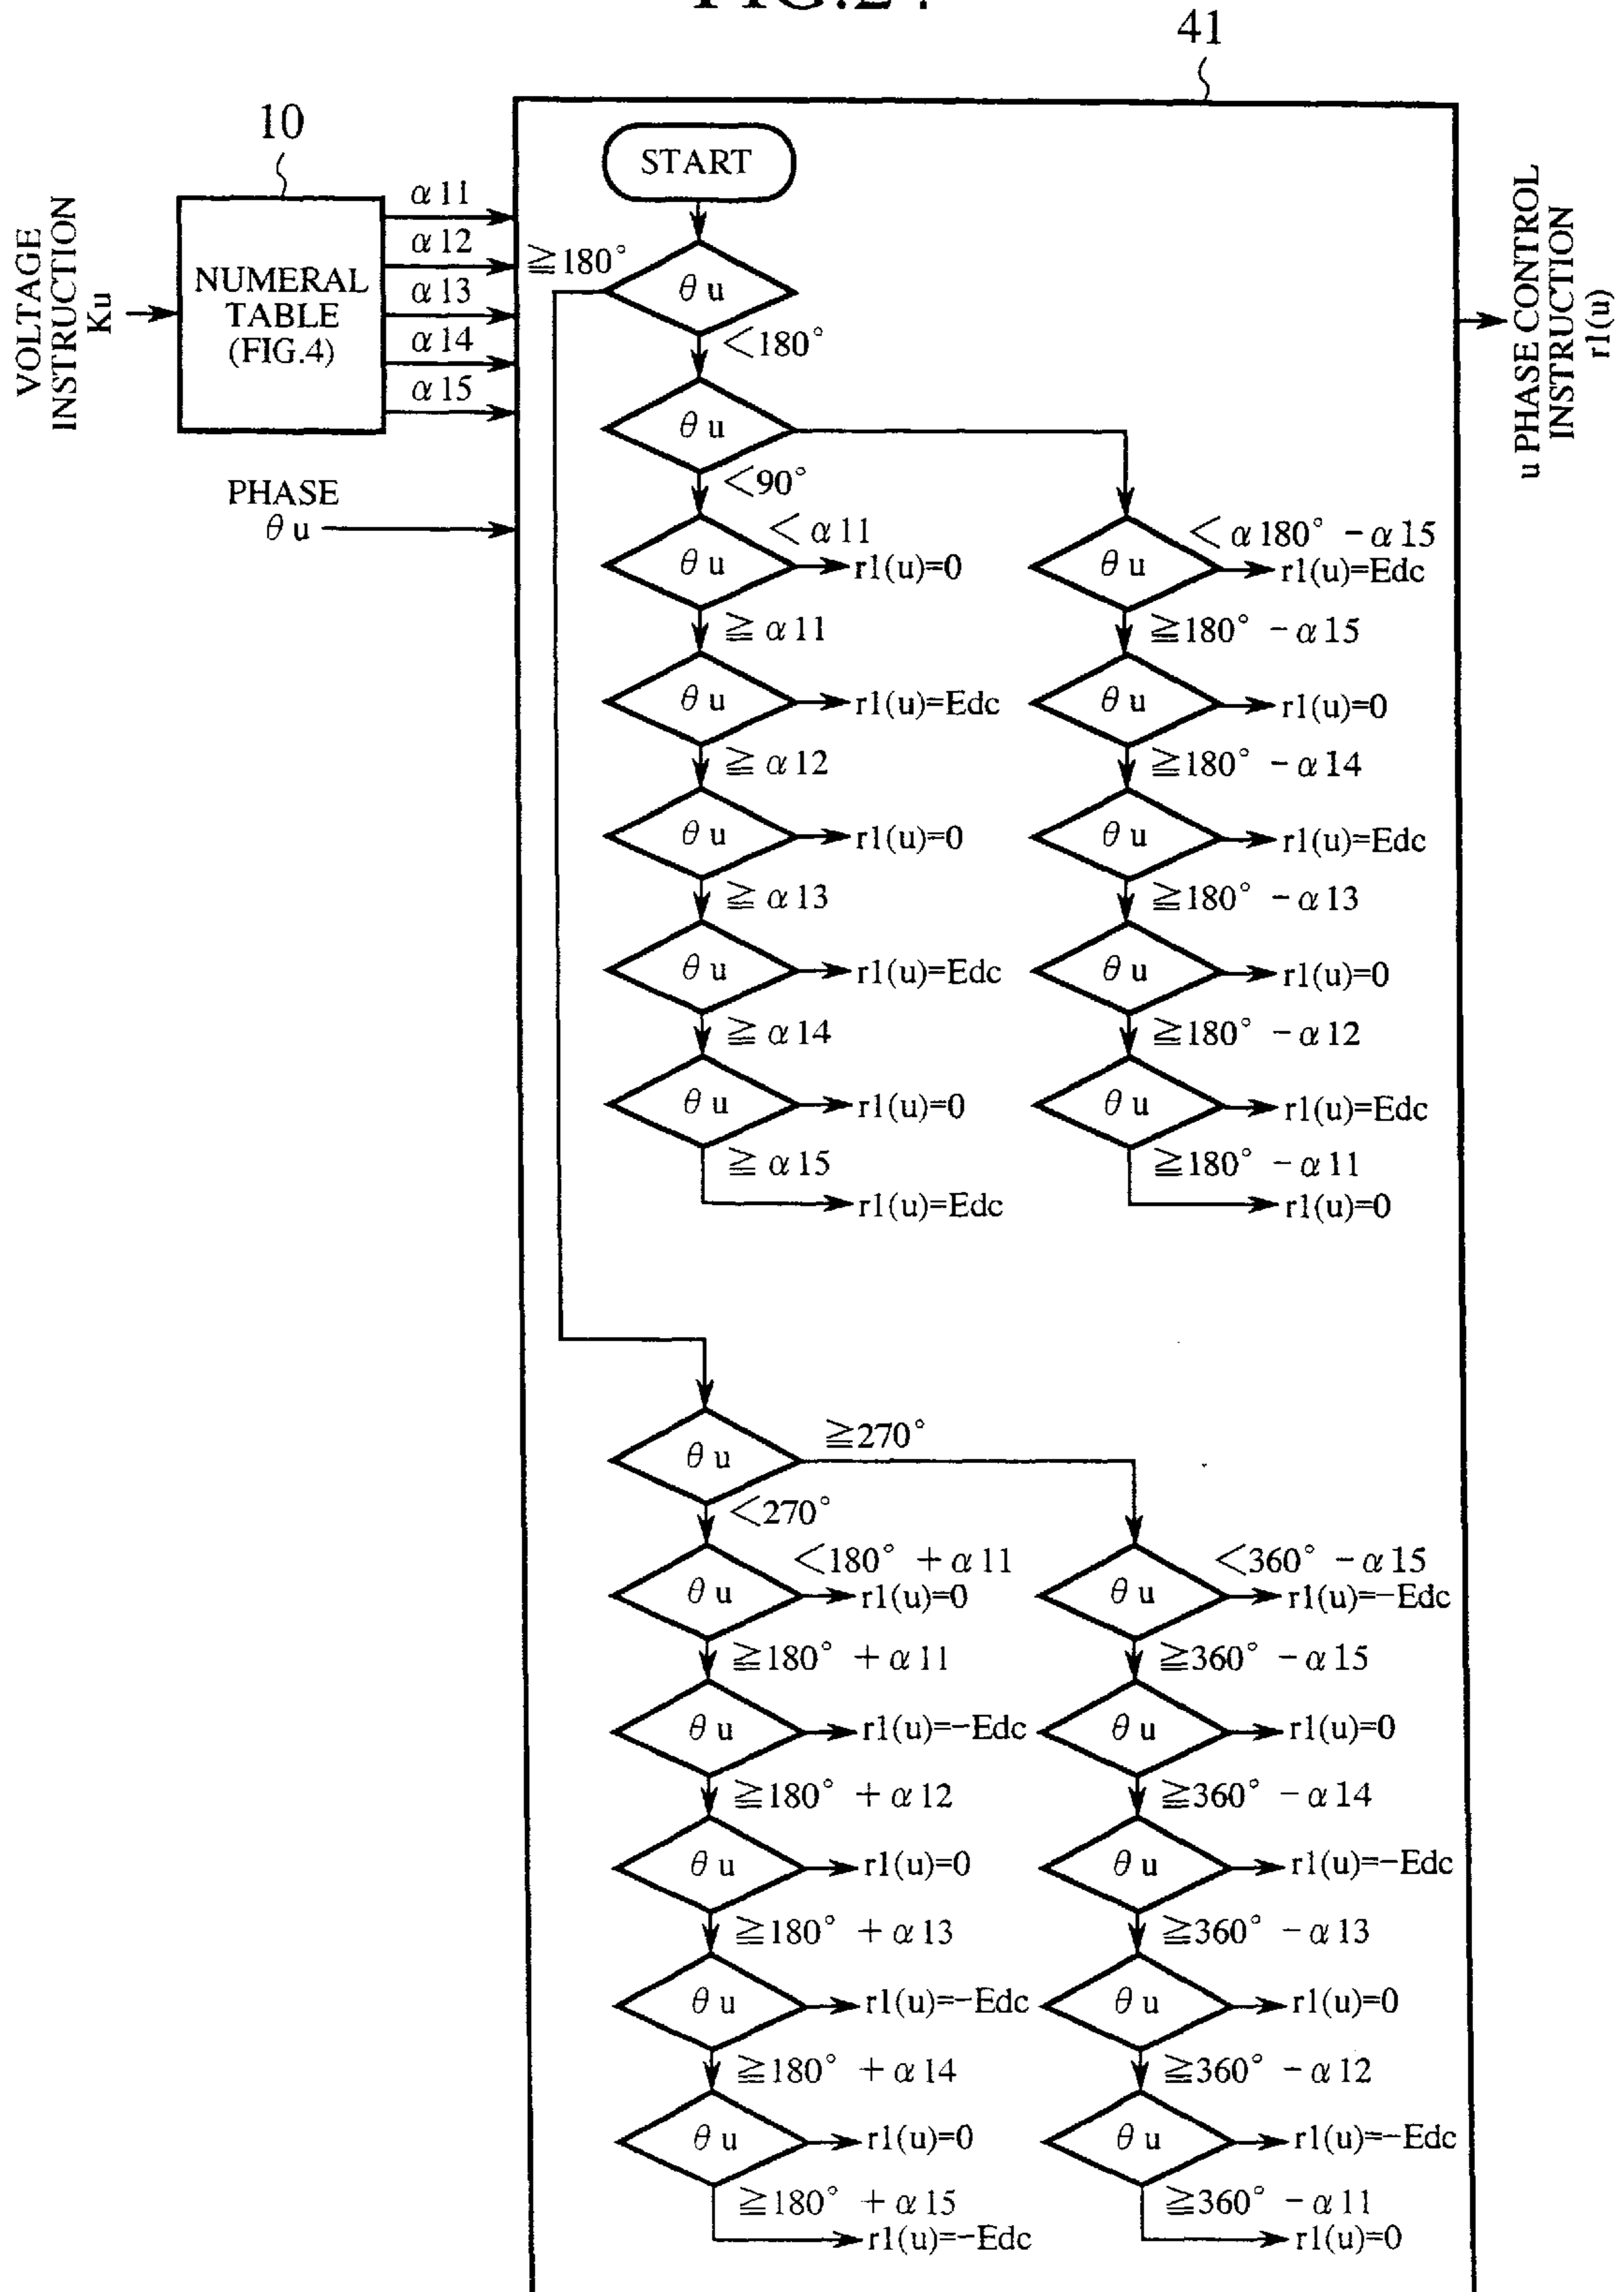 41
10
START
VOLTAGE
INSTRUCTION
Ku
NUMERAL
TABLE
(FIG.4)
α11
α12
α13
α14
α15
PHASE
θu
u PHASE CONTROL
INSTRUCTION
r1(u)
≧180°
θu
<180°
θu
<90°
<α11
θu
r1(u)=0
≧α11
θu
r1(u)=Edc
≧α12
θu
r1(u)=0
≧α13
θu
r1(u)=Edc
≧α14
θu
r1(u)=0
≧α15
r1(u)=Edc
<α180° -α15
θu
r1(u)=Edc
≧180° -α15
θu
r1(u)=0
≧180° -α14
θu
r1(u)=Edc
≧180° -α13
θu
r1(u)=0
≧180° -α12
θu
r1(u)=Edc
≧180° -α11
r1(u)=0
θu
≧270°
<270°
<180° +α11
θu
r1(u)=0
≧180° +α11
θu
r1(u)=-Edc
≧180° +α12
θu
r1(u)=0
≧180° +α13
θu
r1(u)=-Edc
≧180° +α14
θu
r1(u)=0
≧180° +α15
r1(u)=-Edc
<360° -α15
θu
r1(u)=-Edc
≧360° -α15
θu
r1(u)=0
≧360° -α14
θu
r1(u)=-Edc
≧360° -α13
θu
r1(u)=0
≧360° -α12
θu
r1(u)=-Edc
≧360° -α11
r1(u)=0